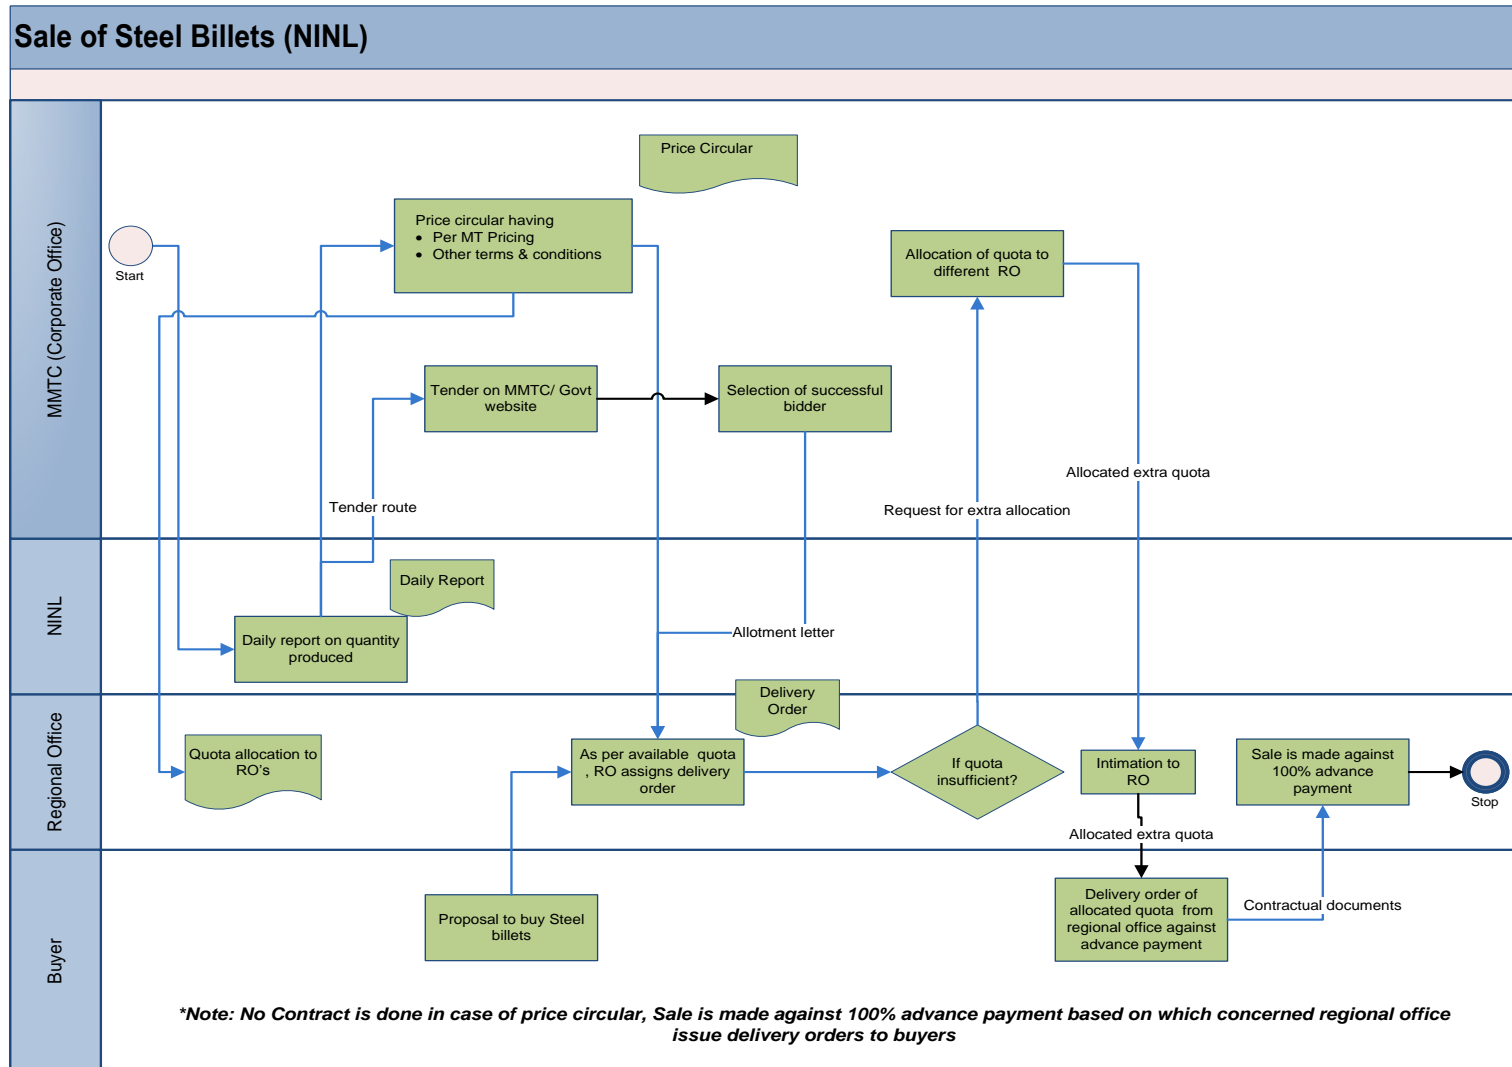 Sale of Steel Billets (NINL)
MMTC (Corporate Office)
Price Circular
Price circular having
• Per MT Pricing
• Other terms & conditions
Start
Allocation of quota to
different RO
Tender on MMTC/ Govt
website
Selection of successful
bidder
Allocated extra quota
Tender route
Request for extra allocation
NINL
Daily Report
Daily report on quantity
produced
Allotment letter
Regional Office
Delivery
Order
Quota allocation to
RO's
As per available quota
, RO assigns delivery
order
If quota
insufficient?
Intimation to
RO
Sale is made against
100% advance
payment
Stop
Allocated extra quota
Buyer
Proposal to buy Steel
billets
Delivery order of
allocated quota from
regional office against
advance payment
Contractual documents
*Note: No Contract is done in case of price circular, Sale is made against 100% advance payment based on which concerned regional office
issue delivery orders to buyers